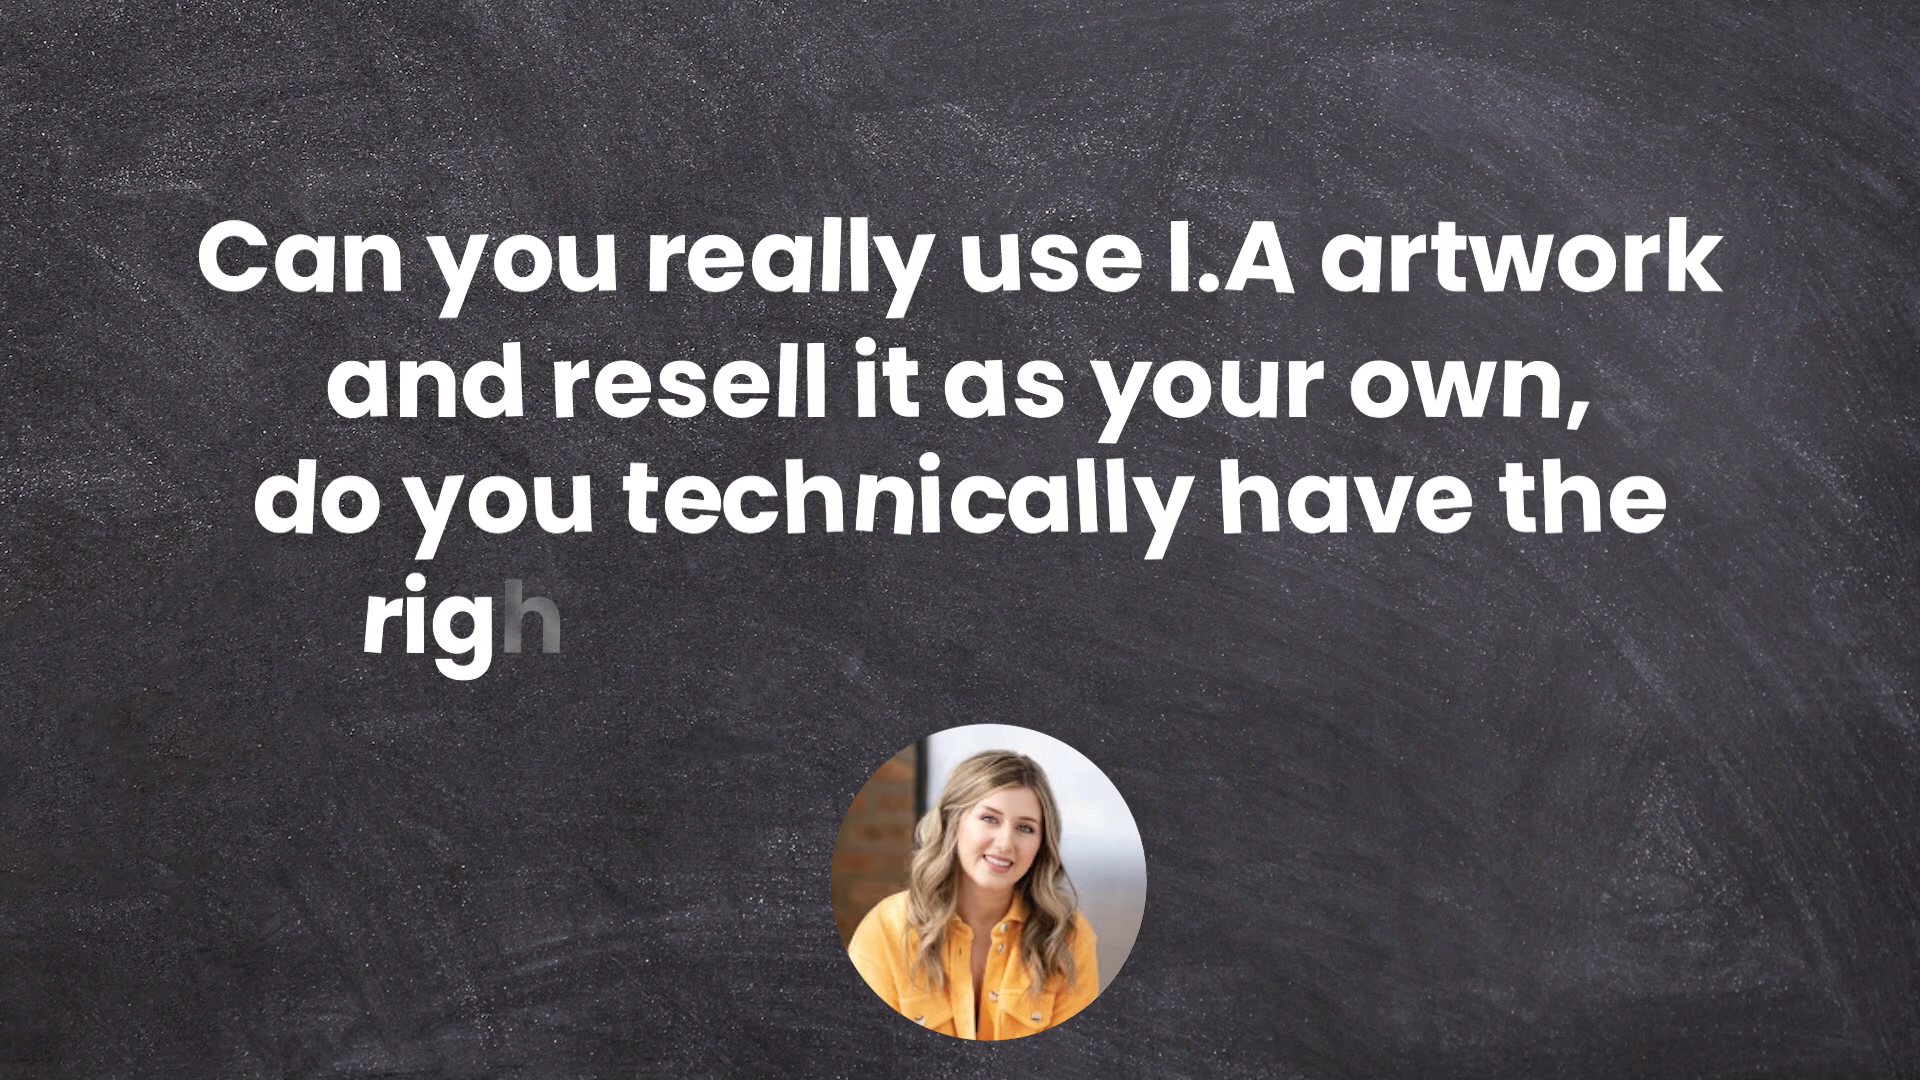 Can you really use I.A artwork
and resell it as your own,
do you technically have the
righ